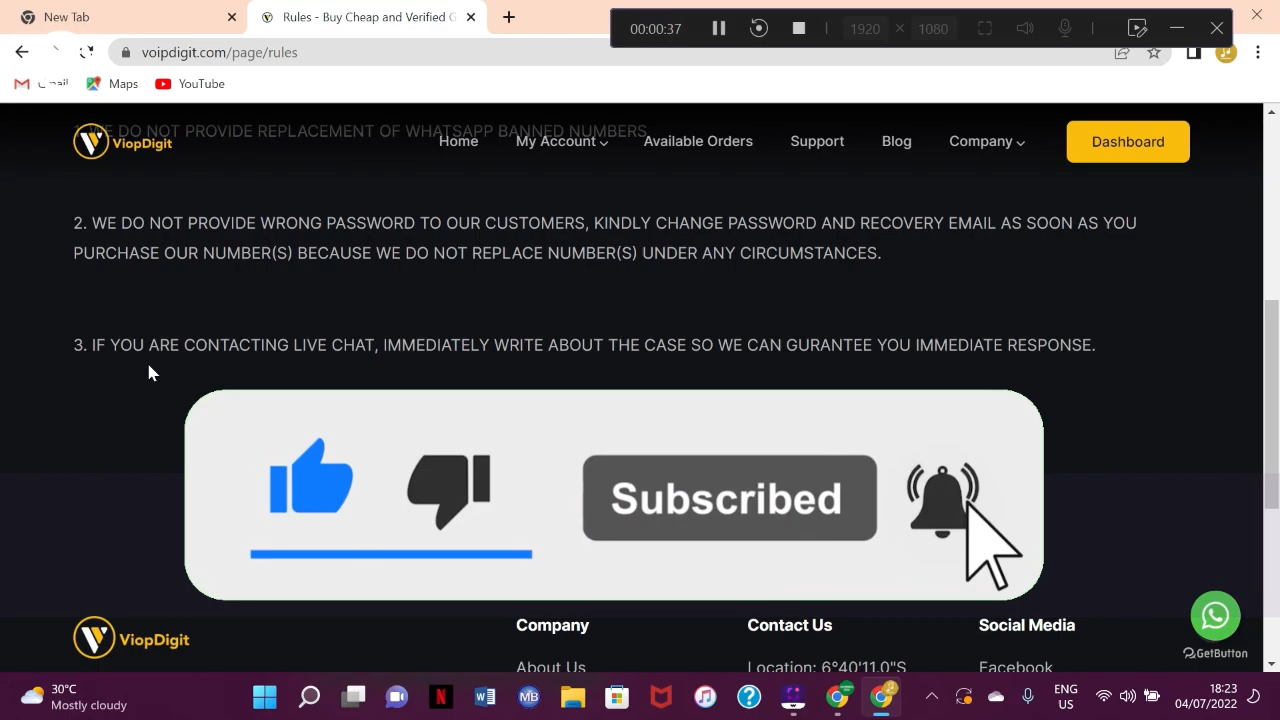 New Tab
Rules - Buy Cheap and Verified G
00:00:37
1920 × 1080
voipdigit.com/page/rules
Gmail
Maps
YouTube
1. WE DO NOT PROVIDE REPLACEMENT OF WHATSAPP BANNED NUMBERS
ViopDigit
Home
My Account
Available Orders
Support
Blog
Company
Dashboard
2. WE DO NOT PROVIDE WRONG PASSWORD TO OUR CUSTOMERS, KINDLY CHANGE PASSWORD AND RECOVERY EMAIL AS SOON AS YOU
PURCHASE OUR NUMBER(S) BECAUSE WE DO NOT REPLACE NUMBER(S) UNDER ANY CIRCUMSTANCES.
3. IF YOU ARE CONTACTING LIVE CHAT, IMMEDIATELY WRITE ABOUT THE CASE SO WE CAN GURANTEE YOU IMMEDIATE RESPONSE.
Subscribed
ViopDigit
Company
Contact Us
Social Media
About Us
Location: 6°40'11.0"S
Facebook
GetButton
30°C
Mostly cloudy
MB
ENG
US
18:23
04/07/2022